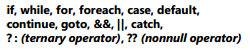 if, while, for, foreach, case, default,
continue, goto, &&, ||, catch,
? : (ternary operator), ?? (nonnull operator)